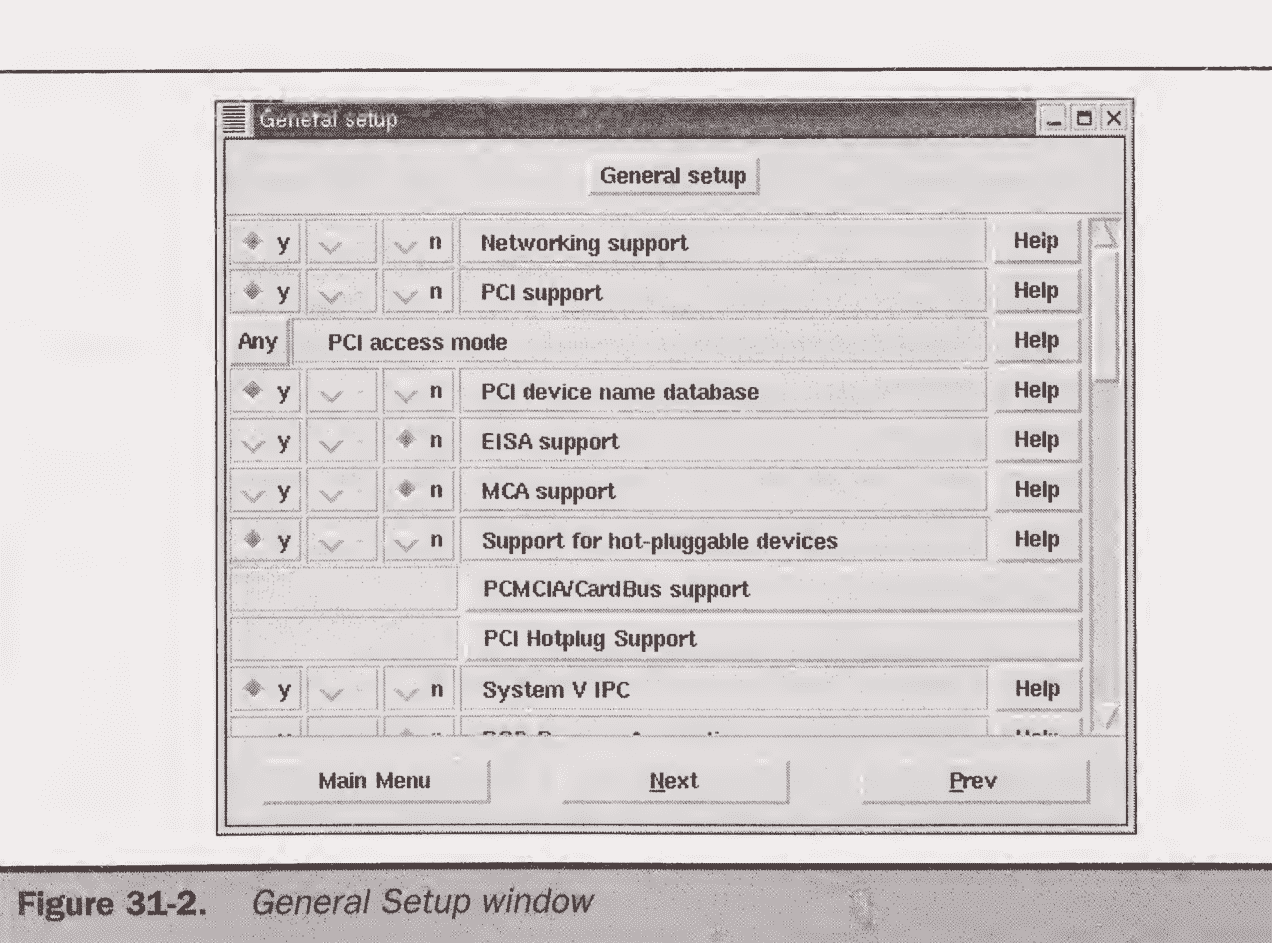 General setup
General setup
y n Networking support Help
y n PCI support Help
Any PCI access mode Help
y n PCI device name database Help
y n EISA support Help
y n MCA support Help
y n Support for hot-pluggable devices Help
PCMCIA/CardBus support
PCI Hotplug Support
y n System V IPC Help
Main Menu Next Prev
Figure 31-2. General Setup window